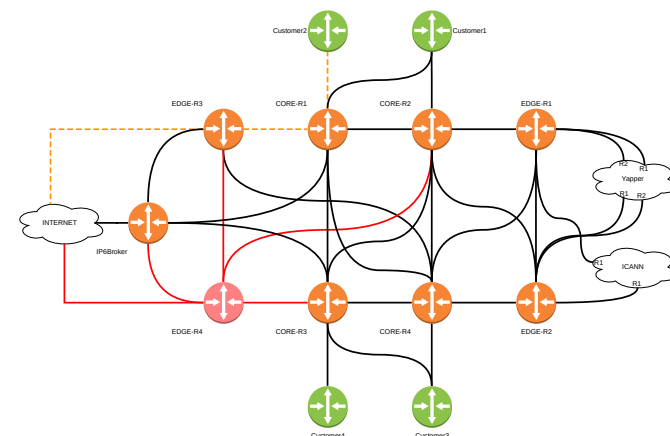 Customer2
Customer1
EDGE-R3
CORE-R1
CORE-R2
EDGE-R1
R2
R1
Yapper
R1
R2
INTERNET
IP6Broker
R1
ICANN
R1
EDGE-R4
CORE-R3
CORE-R4
EDGE-R2
Customer4
Customer3